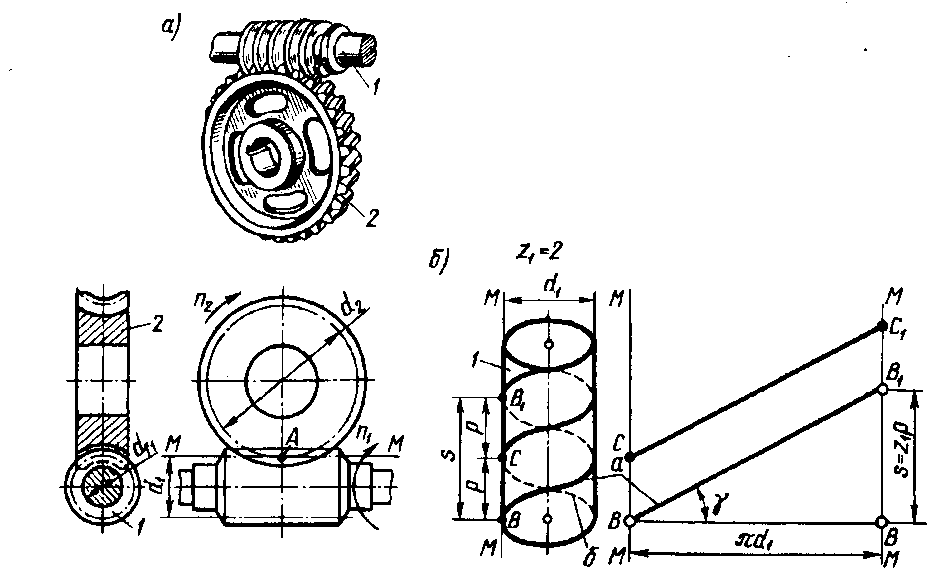 а)
1
2
б)
z₁=2
n₂
d₂
2
M
d₁
d₁
1
A
n₁
M
M
d₁
M
1
B₁
p
s
C
p
B
M
б
M
C₁
B₁
C
a
s=z₁p
γ
B
B
M
πd₁
M